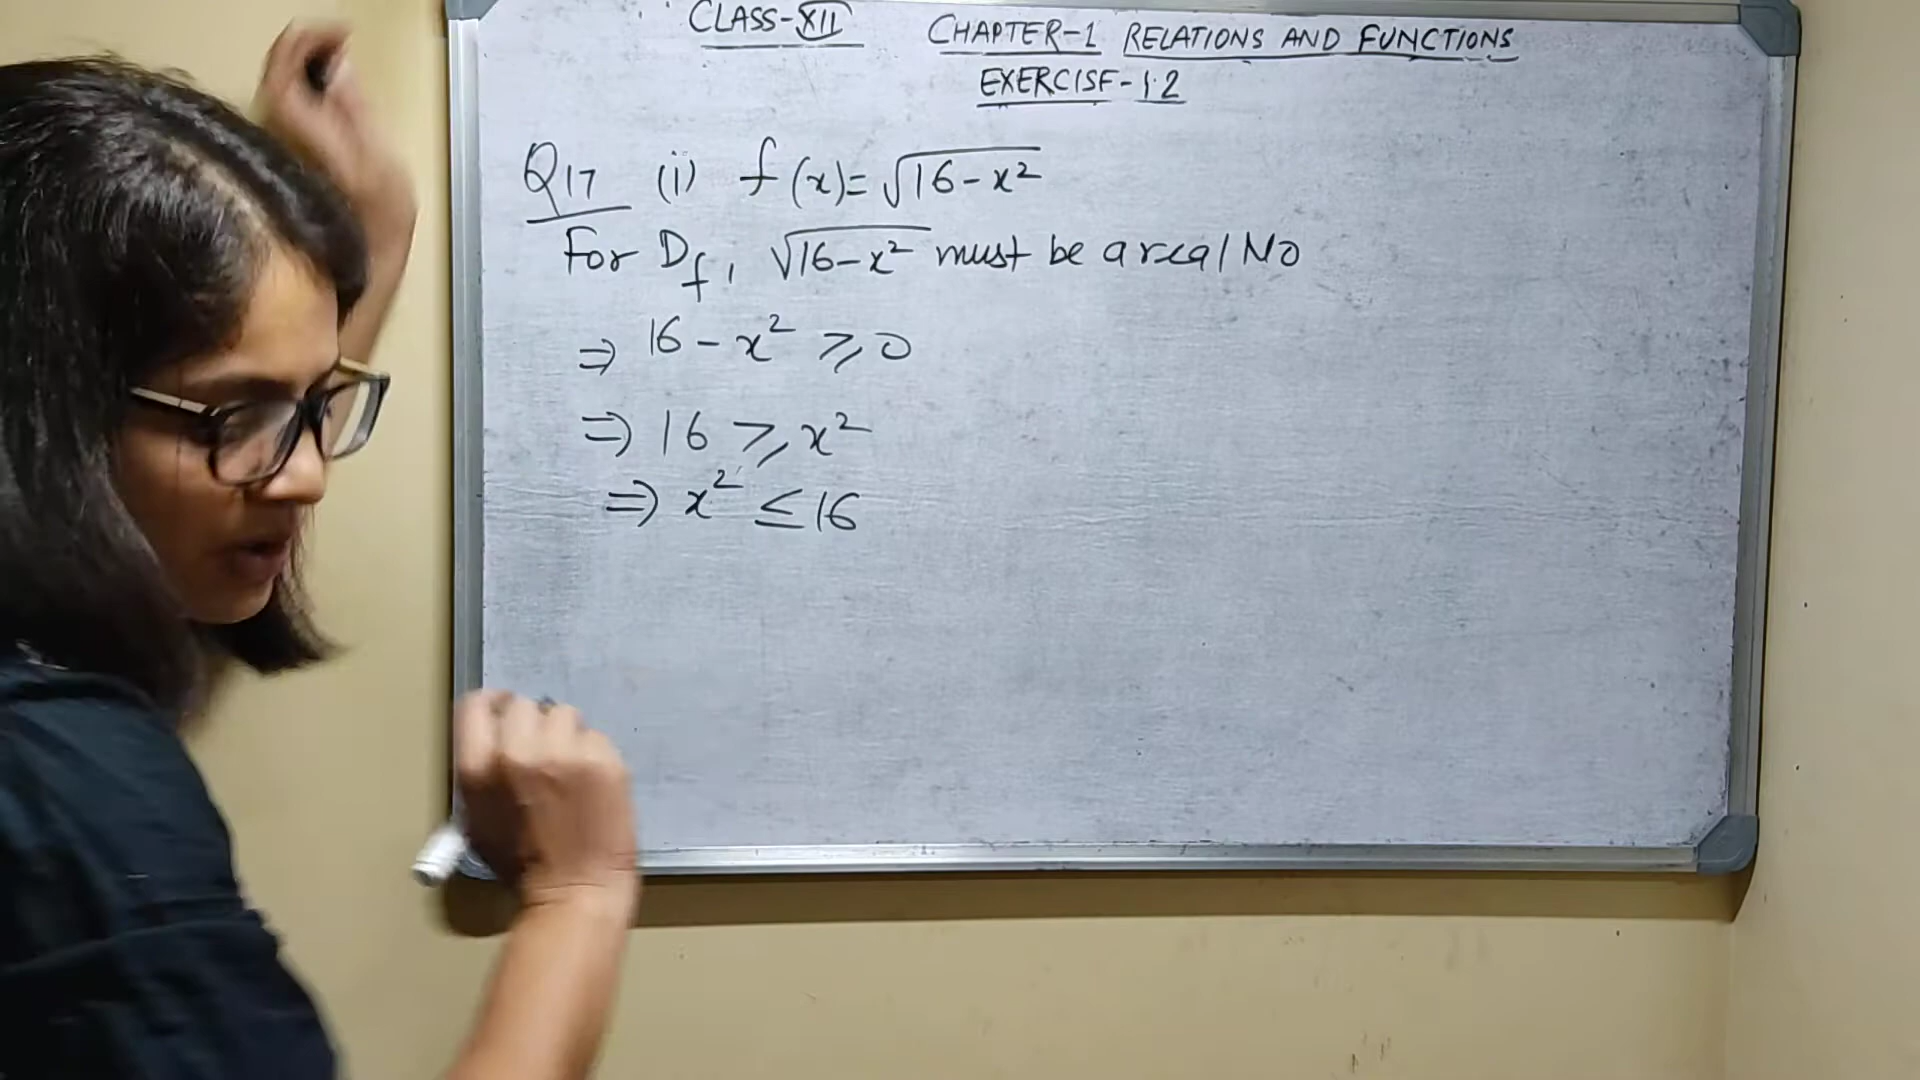 CLASS-XII CHAPTER-1 RELATIONS AND FUNCTIONS
EXERCISE-1.2
Q17 (i) f(x)=√16-x²
For Df, √16-x² must be a real No
⇒ 16-x² ⩾ 0
⇒ 16 ⩾ x²
⇒ x² ≤ 16